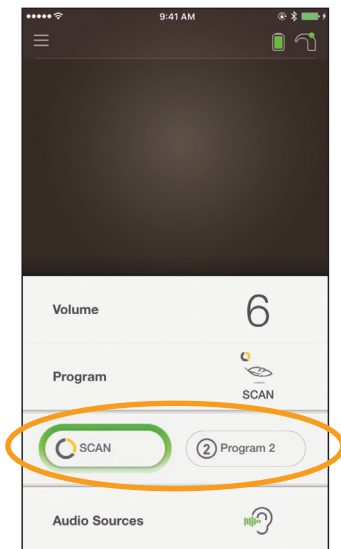 9:41 AM
Volume 6
Program
SCAN
SCAN 2 Program 2
Audio Sources